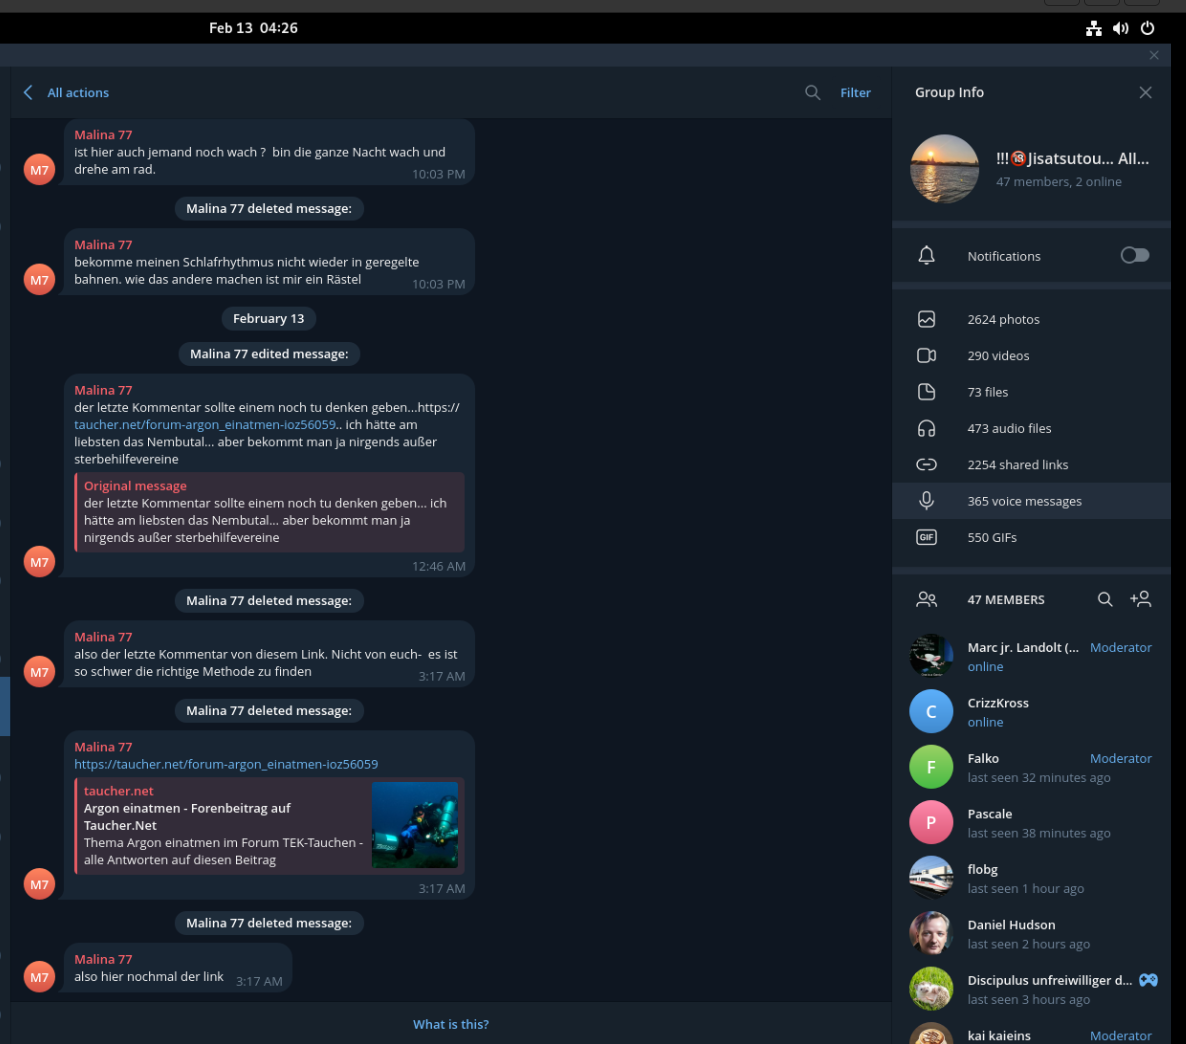 Feb 13 04:26
All actions
Filter
Malina 77
ist hier auch jemand noch wach ? bin die ganze Nacht wach und
drehe am rad.
10:03 PM
M7
Malina 77 deleted message:
Malina 77
bekomme meinen Schlafrhythmus nicht wieder in geregelte
bahnen. wie das andere machen ist mir ein Rästel
10:03 PM
M7
February 13
Malina 77 edited message:
Malina 77
der letzte Kommentar sollte einem noch tu denken geben...https://
taucher.net/forum-argon_einatmen-ioz56059.. ich hätte am
liebsten das Nembutal... aber bekommt man ja nirgends außer
sterbehilfevereine
Original message
der letzte Kommentar sollte einem noch tu denken geben... ich
hätte am liebsten das Nembutal... aber bekommt man ja
nirgends außer sterbehilfevereine
12:46 AM
M7
Malina 77 deleted message:
Malina 77
also der letzte Kommentar von diesem Link. Nicht von euch- es ist
so schwer die richtige Methode zu finden
3:17 AM
M7
Malina 77 deleted message:
Malina 77
https://taucher.net/forum-argon_einatmen-ioz56059
taucher.net
Argon einatmen - Forenbeitrag auf
Taucher.Net
Thema Argon einatmen im Forum TEK-Tauchen -
alle Antworten auf diesen Beitrag
3:17 AM
M7
Malina 77 deleted message:
Malina 77
also hier nochmal der link
3:17 AM
M7
What is this?
Group Info
!!!🔞Jisatsutou... All...
47 members, 2 online
Notifications
2624 photos
290 videos
73 files
473 audio files
2254 shared links
365 voice messages
GIF
550 GIFs
47 MEMBERS
Marc jr. Landolt (...
Moderator
online
C
CrizzKross
online
F
Falko
Moderator
last seen 32 minutes ago
P
Pascale
last seen 38 minutes ago
flobg
last seen 1 hour ago
Daniel Hudson
last seen 2 hours ago
Discipulus unfreiwilliger d...
last seen 3 hours ago
kai kaieins
Moderator